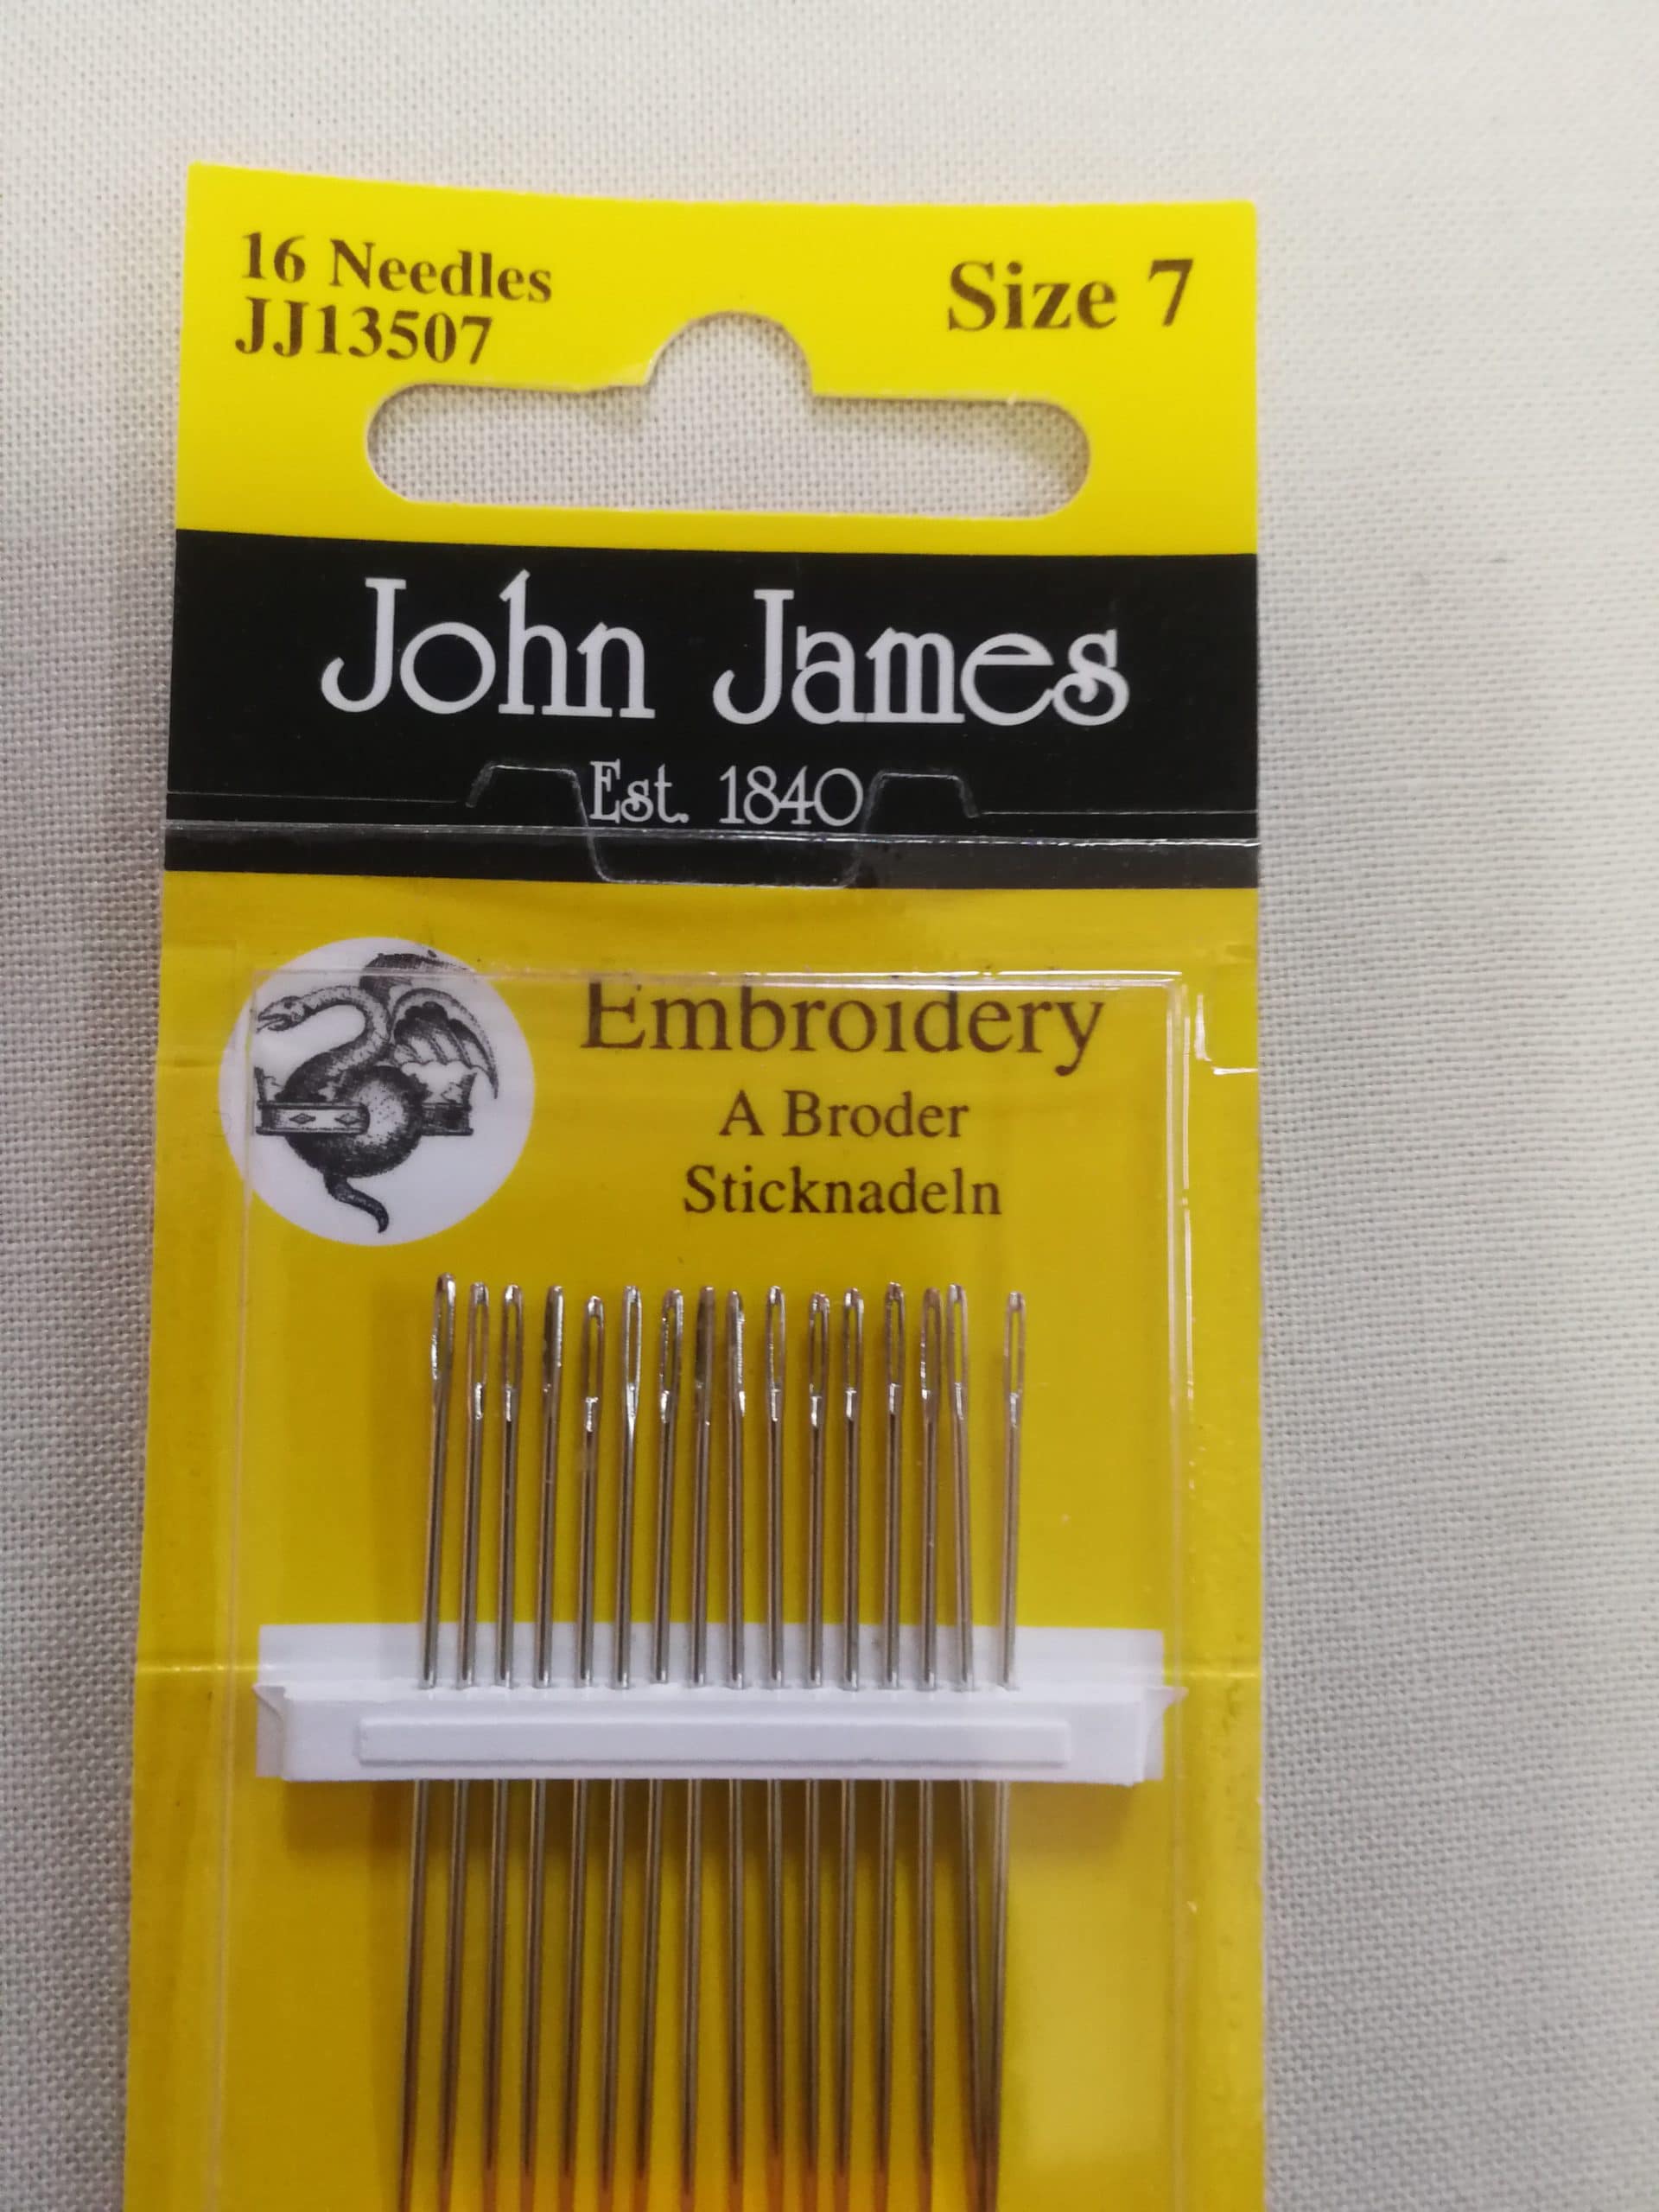 16 Needles
JJ13507
Size 7
John James
Est. 1840
Embroidery
A Broder
Sticknadeln